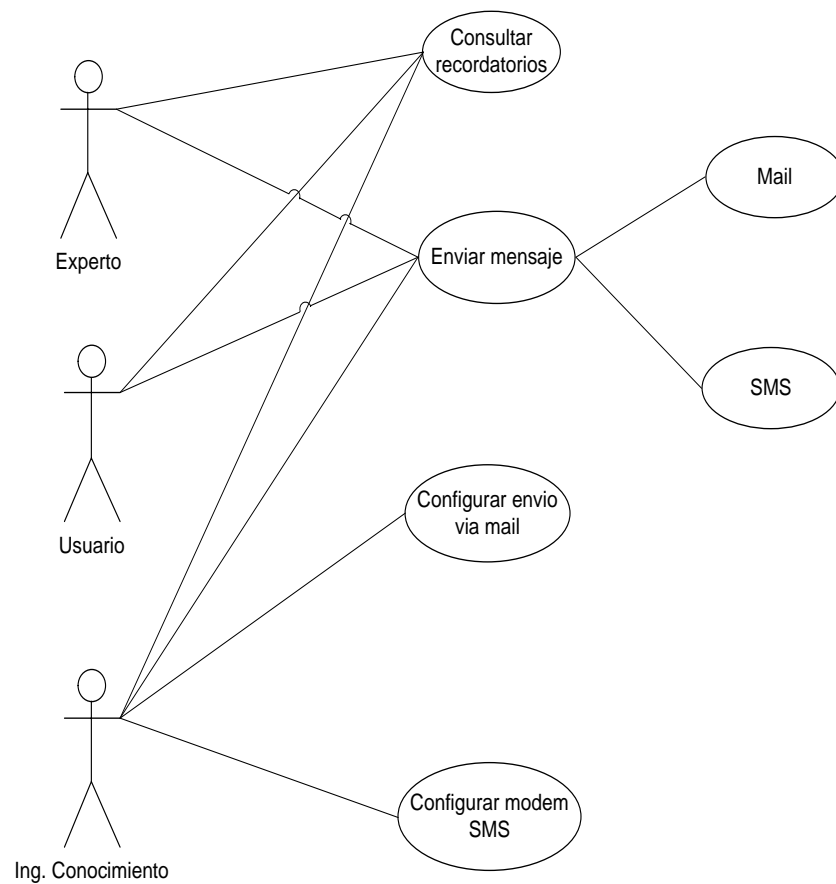 Consultar
recordatorios
Mail
Enviar mensaje
Experto
SMS
Configurar envio
via mail
Usuario
Configurar modem
SMS
Ing. Conocimiento